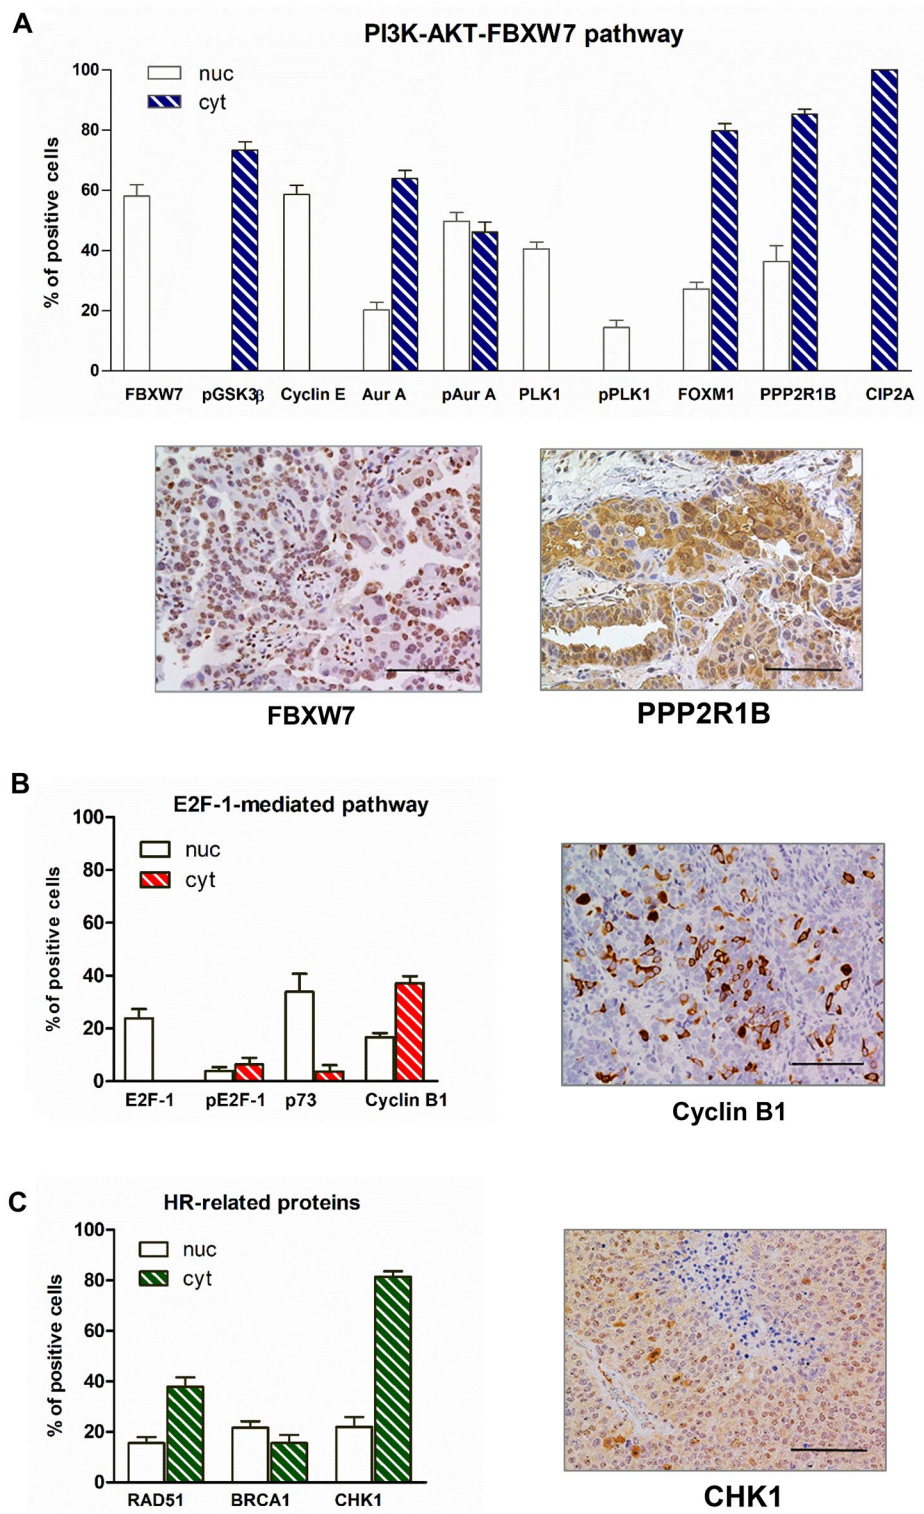 A
PI3K-AKT-FBXW7 pathway
nuc
cyt
% of positive cells
100
80
60
40
20
0
FBXW7 pGSK3β Cyclin E Aur A pAur A PLK1 pPLK1 FOXM1 PPP2R1B CIP2A
FBXW7
PPP2R1B
B
E2F-1-mediated pathway
nuc
cyt
% of positive cells
100
80
60
40
20
0
E2F-1 pE2F-1 p73 Cyclin B1
Cyclin B1
C
HR-related proteins
nuc
cyt
% of positive cells
100
80
60
40
20
0
RAD51 BRCA1 CHK1
CHK1